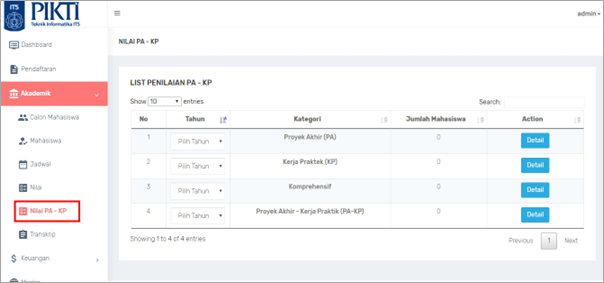 ITS
PIKTI
Teknik Informatika ITS
admin
Dashboard
NILAI PA - KP
Pendaftaran
Akademik
LIST PENILAIAN PA - KP
Show 10 entries
Search:
Calon Mahasiswa
No Tahun Kategori Jumlah Mahasiswa Action
Mahasiswa
1 Pilih Tahun Proyek Akhir (PA) 0 Detail
Jadwal
2 Pilih Tahun Kerja Praktek (KP) 0 Detail
Nilai
3 Pilih Tahun Komprehensif 0 Detail
Nilai PA - KP
4 Pilih Tahun Proyek Akhir - Kerja Praktik (PA-KP) 0 Detail
Transkrip
Showing 1 to 4 of 4 entries
Previous 1 Next
Keuangan